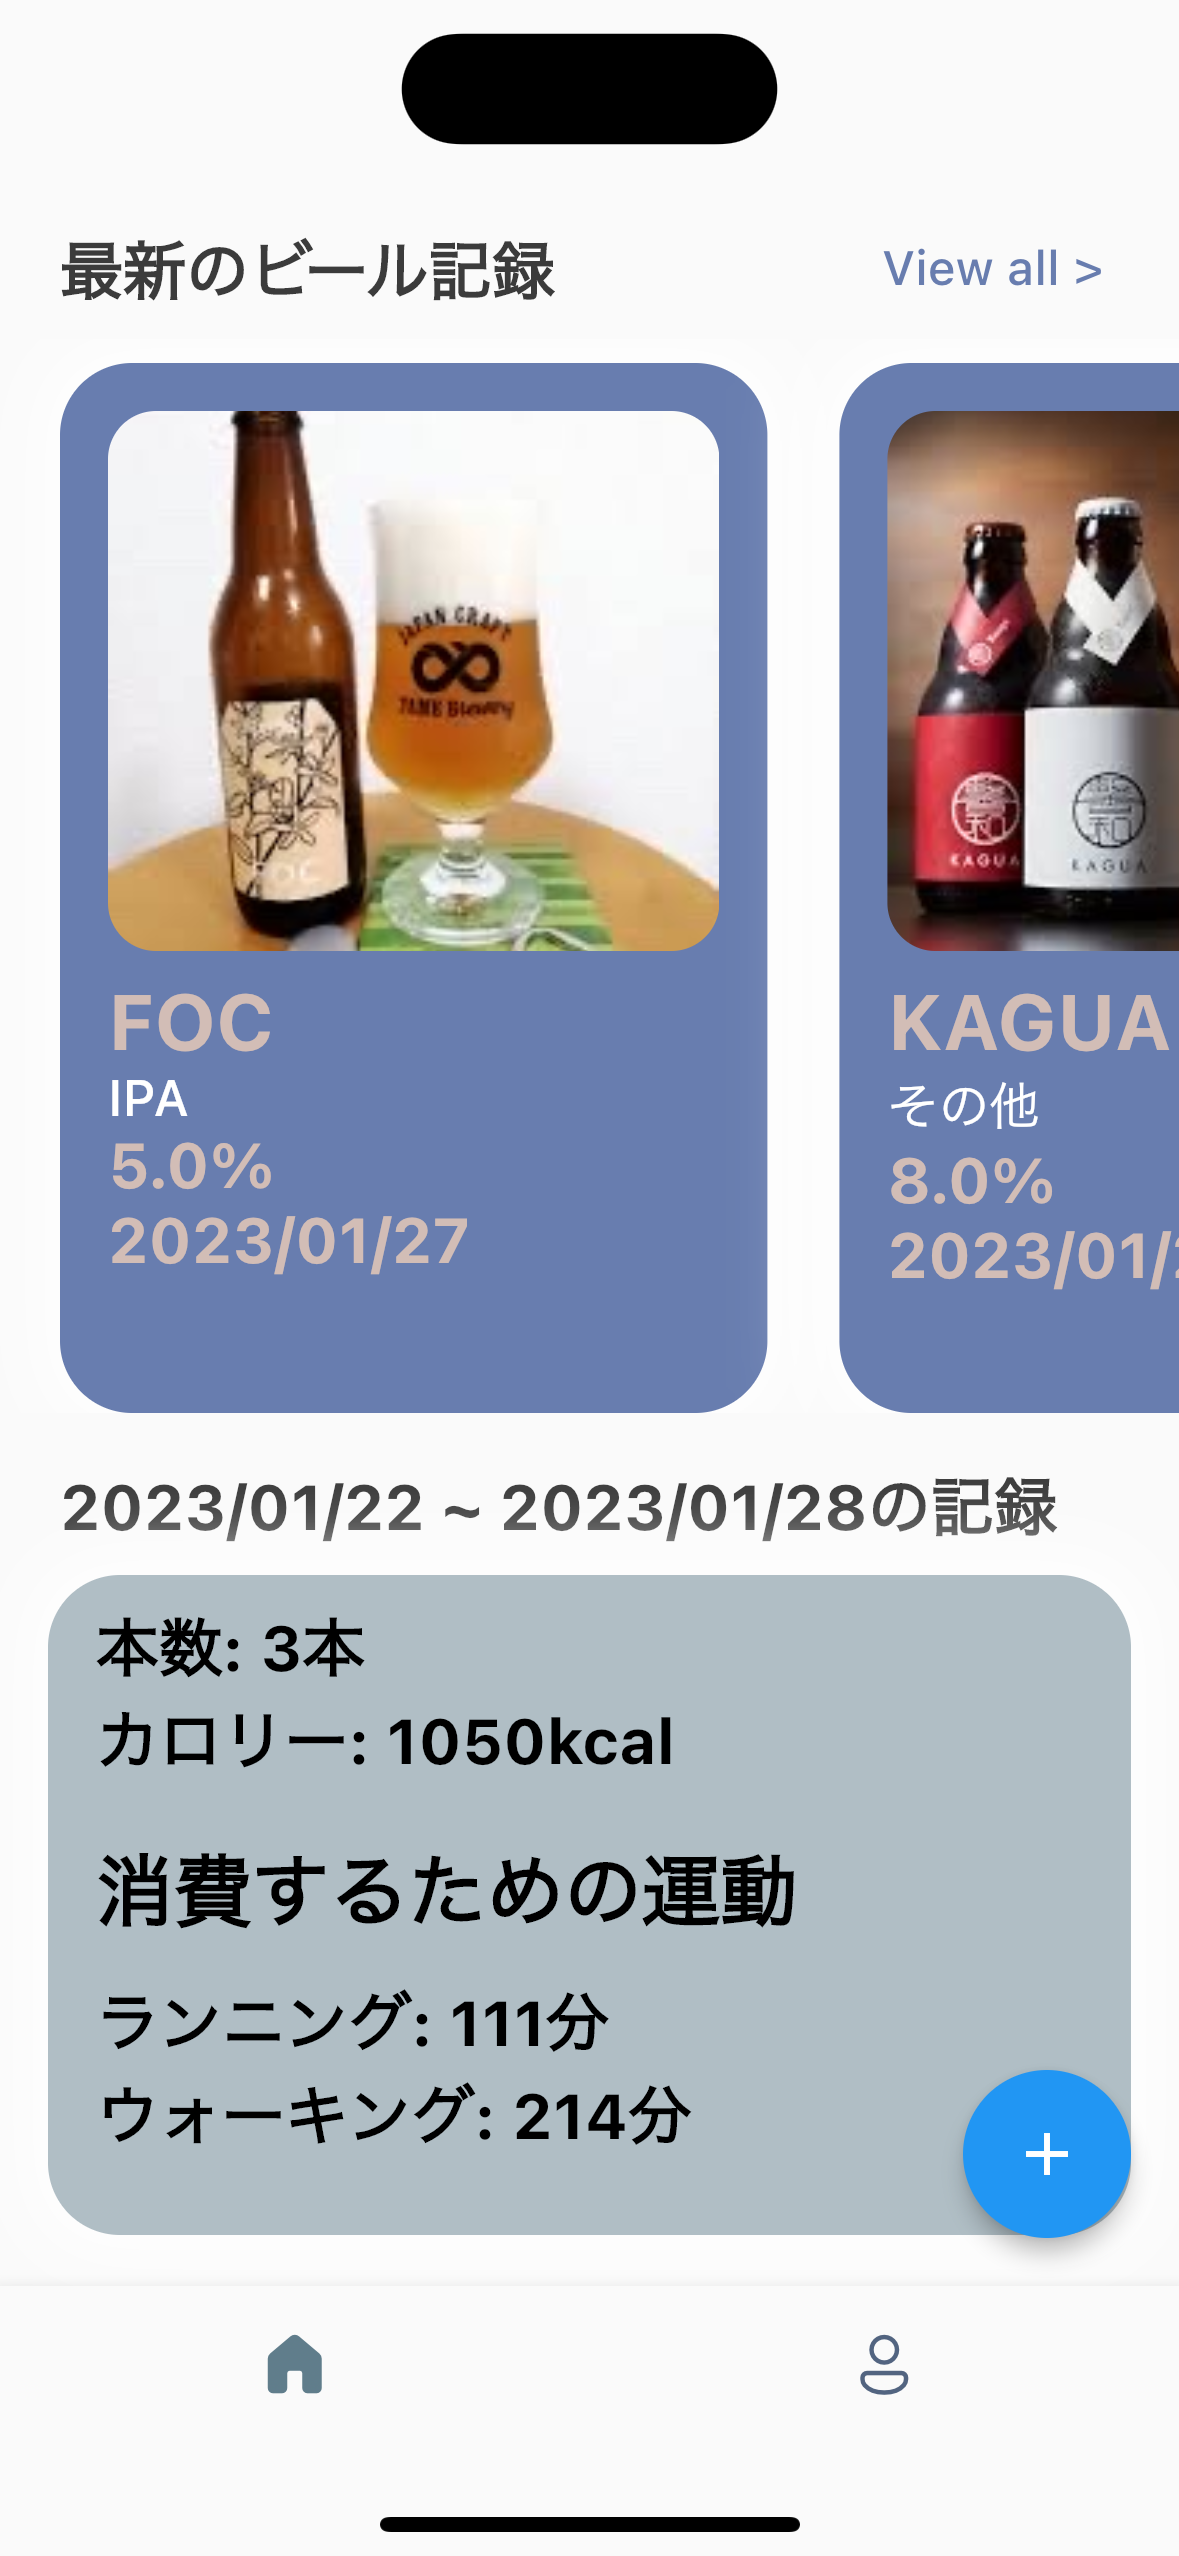 最新のビール記録
View all >
JAPAN CRAFT
FOC
KAGUA
KAGUA
FOC
IPA
5.0%
2023/01/27
KAGUA
その他
8.0%
2023/01/2
2023/01/22 ~ 2023/01/28の記録
本数: 3本
カロリー: 1050kcal
消費するための運動
ランニング: 111分
ウォーキング: 214分